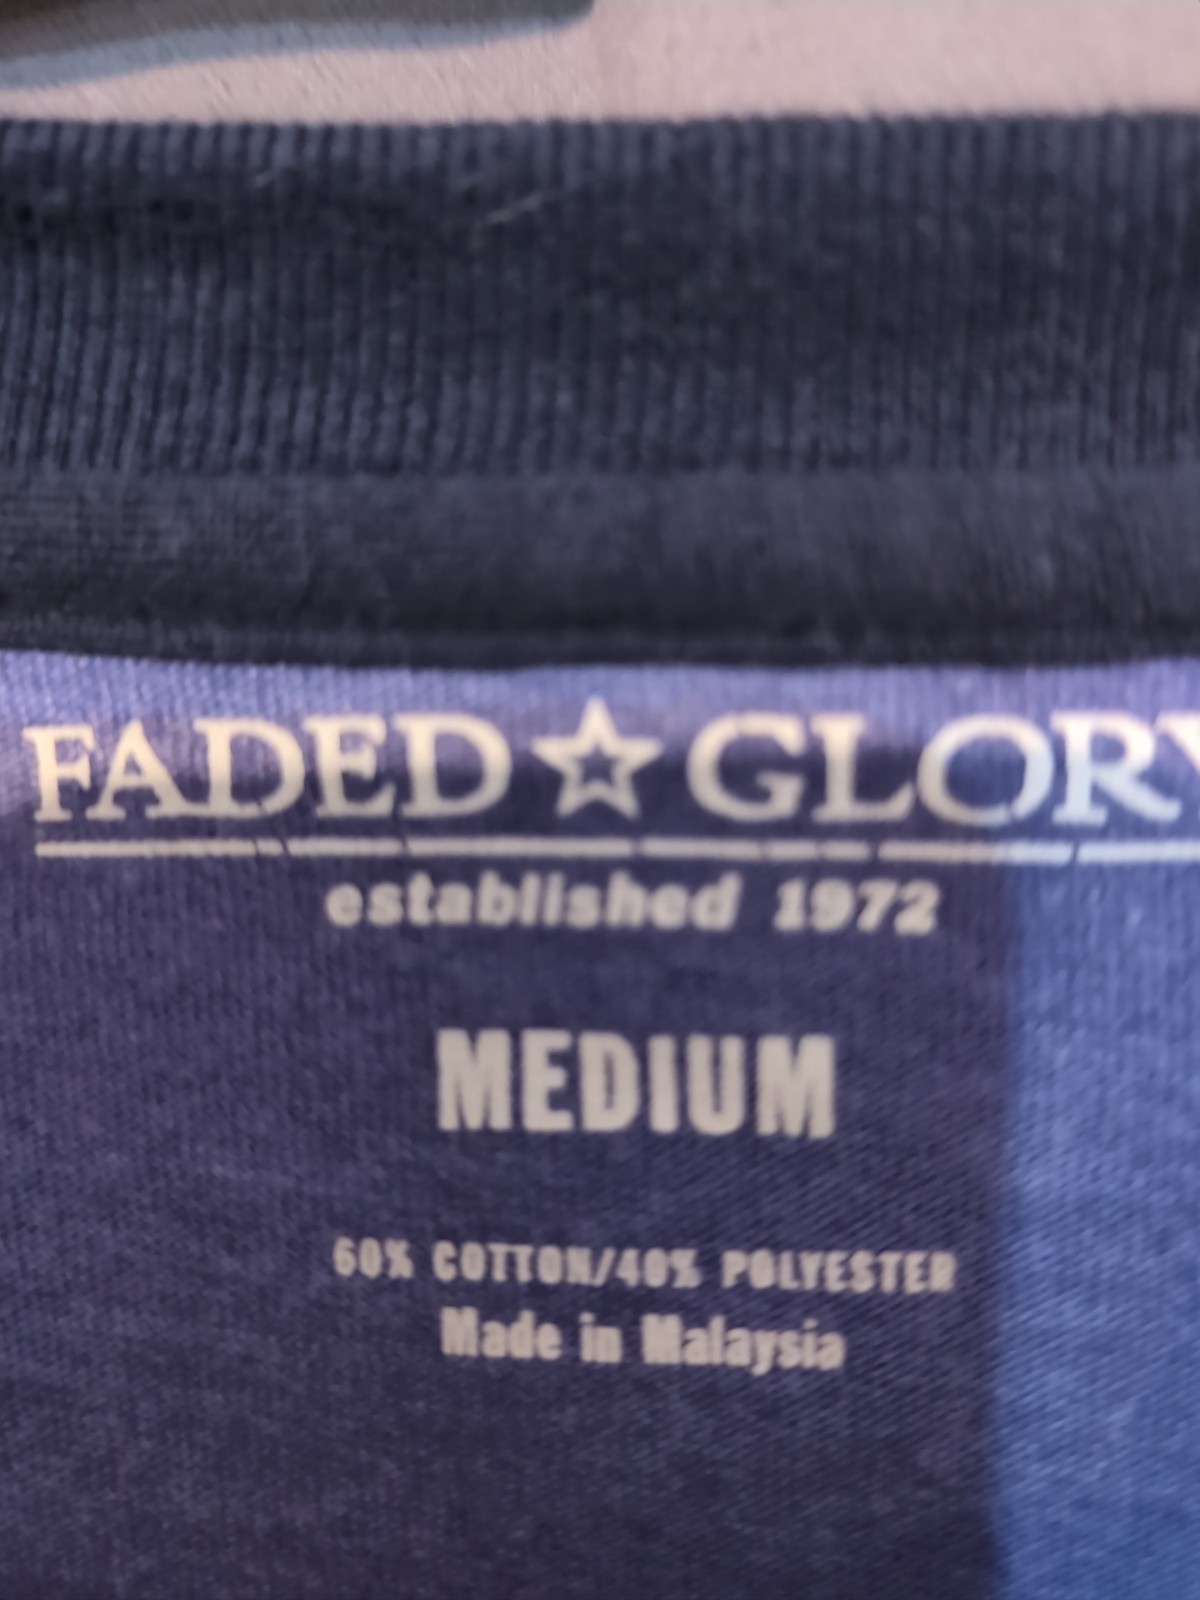 FADED☆GLORY
established 1972
MEDIUM
60% COTTON/40% POLYESTER
Made in Malaysia